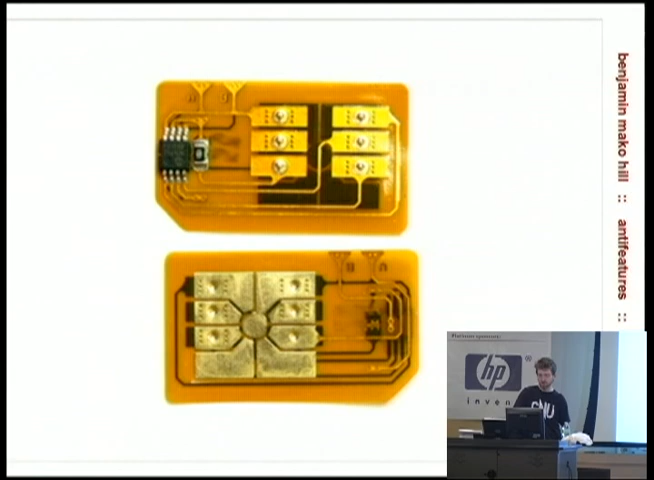 benjamin mako hill :: antifeatures ::
Platinum sponsors:
hp
®
invent
GNU